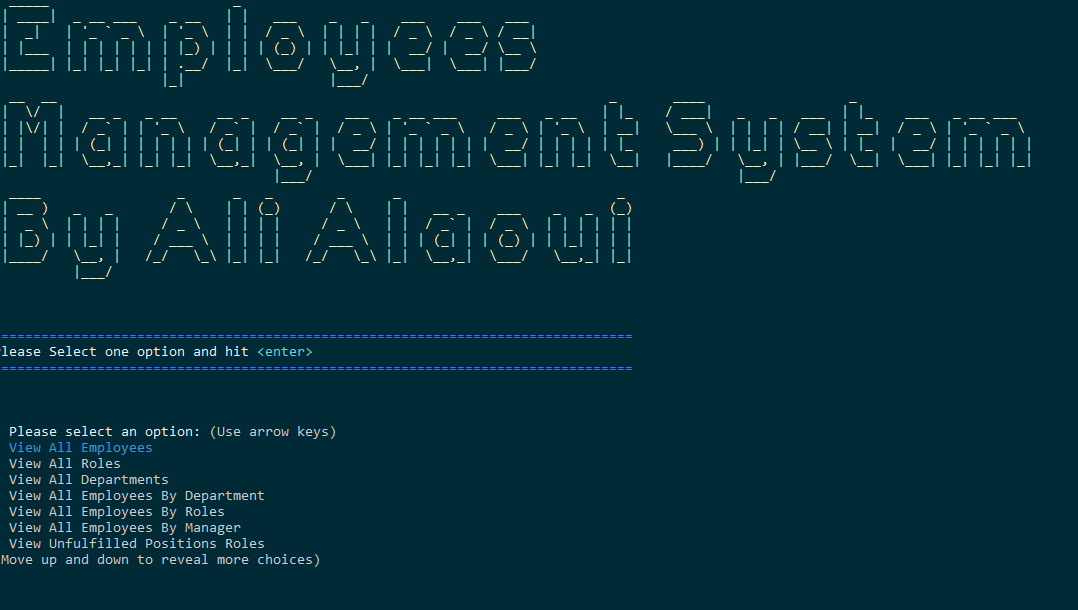 Employees
Management System
By Ali Alaoui
================================================================================
lease Select one option and hit <enter>
================================================================================
Please select an option: (Use arrow keys)
View All Employees
View All Roles
View All Departments
View All Employees By Department
View All Employees By Roles
View All Employees By Manager
View Unfulfilled Positions Roles
Move up and down to reveal more choices)